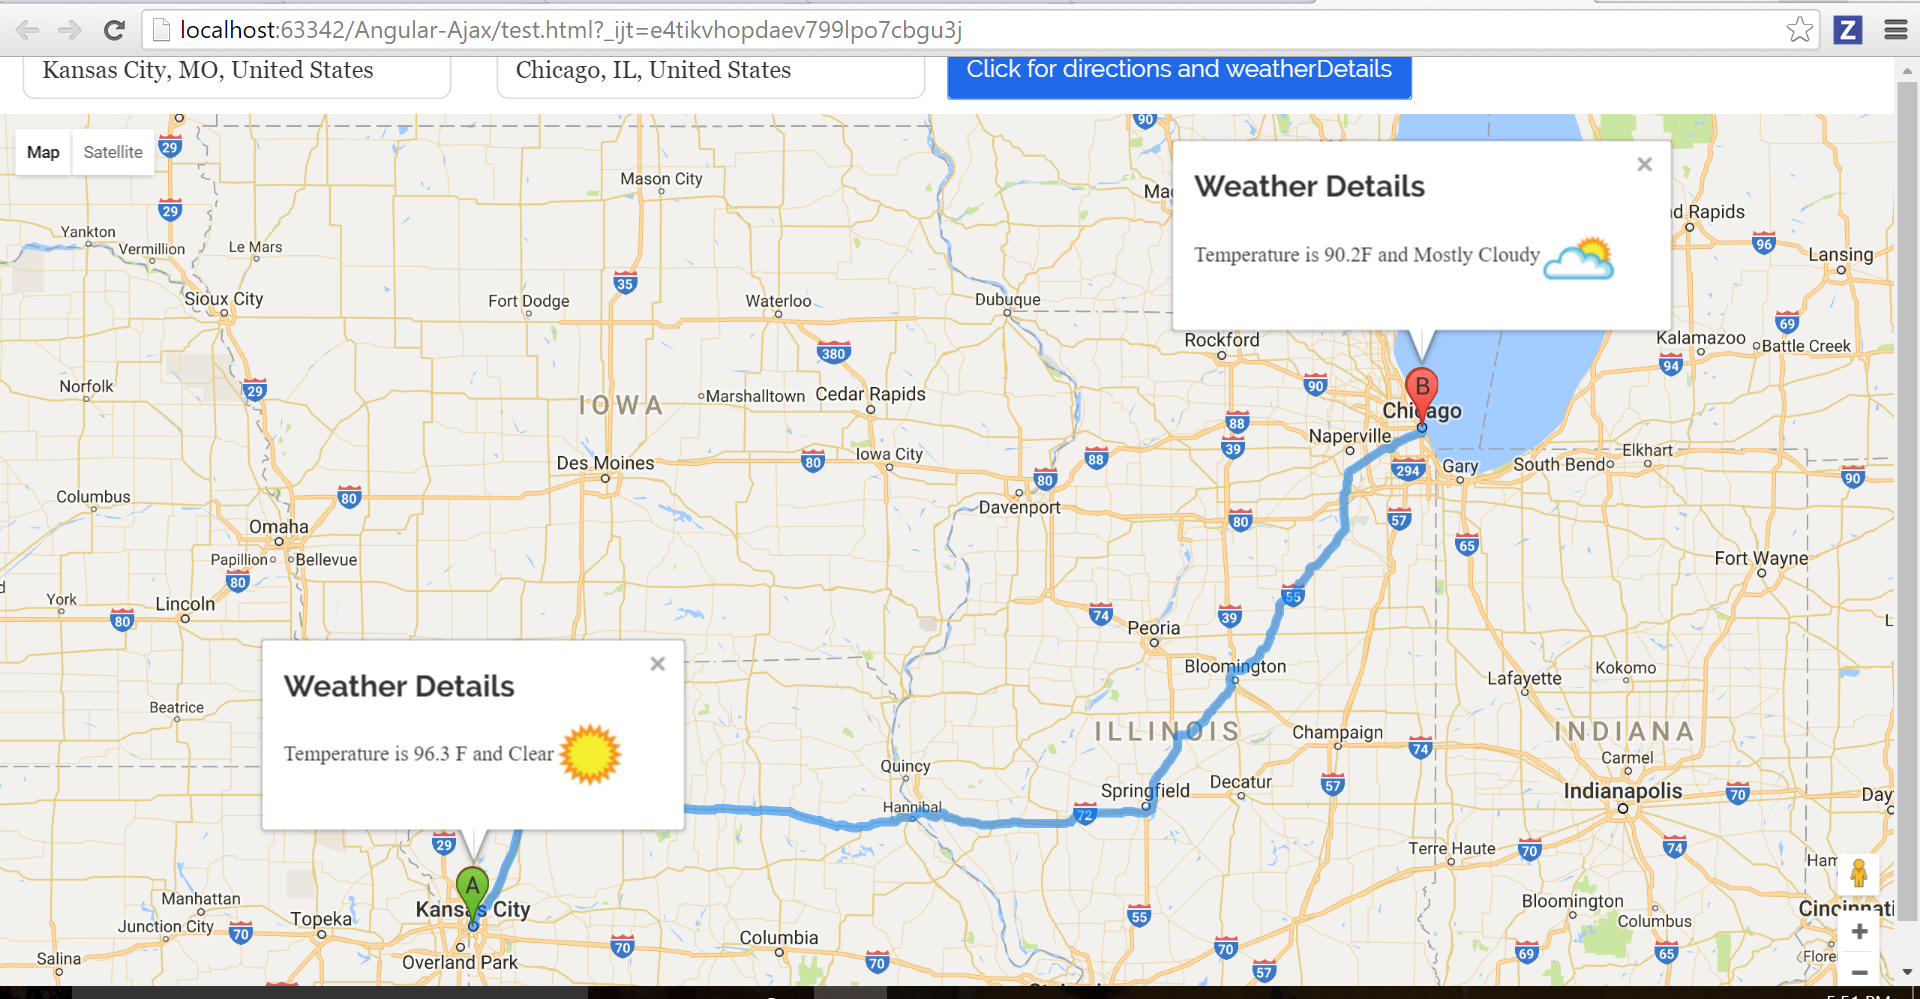 localhost:63342/Angular-Ajax/test.html?_ijt=e4tikvhopdaev799lpo7cbgu3j
Z
Kansas City, MO, United States
Chicago, IL, United States
Click for directions and weatherDetails
Map
Satellite
29
90
Mason City
29
Yankton
Vermillion
Le Mars
Weather Details
Temperature is 90.2F and Mostly Cloudy
nd Rapids
96
Lansing
Sioux City
35
Fort Dodge
Waterloo
Dubuque
Rockford
69
Kalamazoo
Battle Creek
94
380
Norfolk
29
IOWA
Marshalltown
Cedar Rapids
90
B
Chicago
88
39
Naperville
294
Gary
South Bend
Elkhart
90
Des Moines
80
Iowa City
88
80
Davenport
Columbus
80
Omaha
Papillion
Bellevue
80
80
57
65
Fort Wayne
York
80
Lincoln
55
74
39
Peoria
Bloomington
Lafayette
Kokomo
Weather Details
Temperature is 96.3 F and Clear
Beatrice
ILLINOIS
Champaign
74
INDIANA
Carmel
Indianapolis
70
Day
Quincy
Hannibal
72
Springfield
Decatur
57
29
Terre Haute
70
74
Ham
A
Kansas City
Manhattan
Junction City
70
Topeka
Salina
Overland Park
70
Columbia
70
55
70
57
Bloomington
Columbus
69
65
Cincinnati
Flore
+
−
5:51 PM